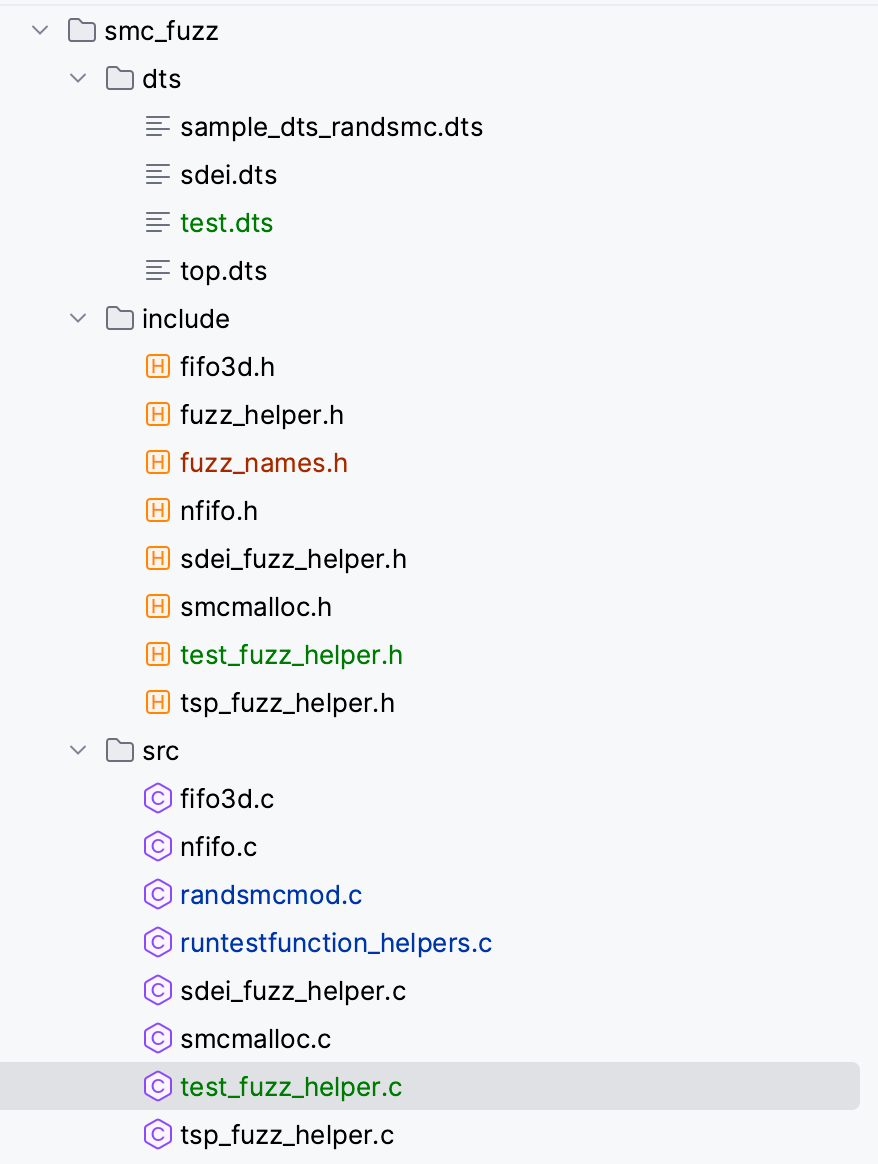 smc_fuzz
dts
sample_dts_randsmc.dts
sdei.dts
test.dts
top.dts
include
H fifo3d.h
H fuzz_helper.h
H fuzz_names.h
H nfifo.h
H sdei_fuzz_helper.h
H smcmalloc.h
H test_fuzz_helper.h
H tsp_fuzz_helper.h
src
C fifo3d.c
C nfifo.c
C randsmcmod.c
C runtestfunction_helpers.c
C sdei_fuzz_helper.c
C smcmalloc.c
C test_fuzz_helper.c
C tsp_fuzz_helper.c